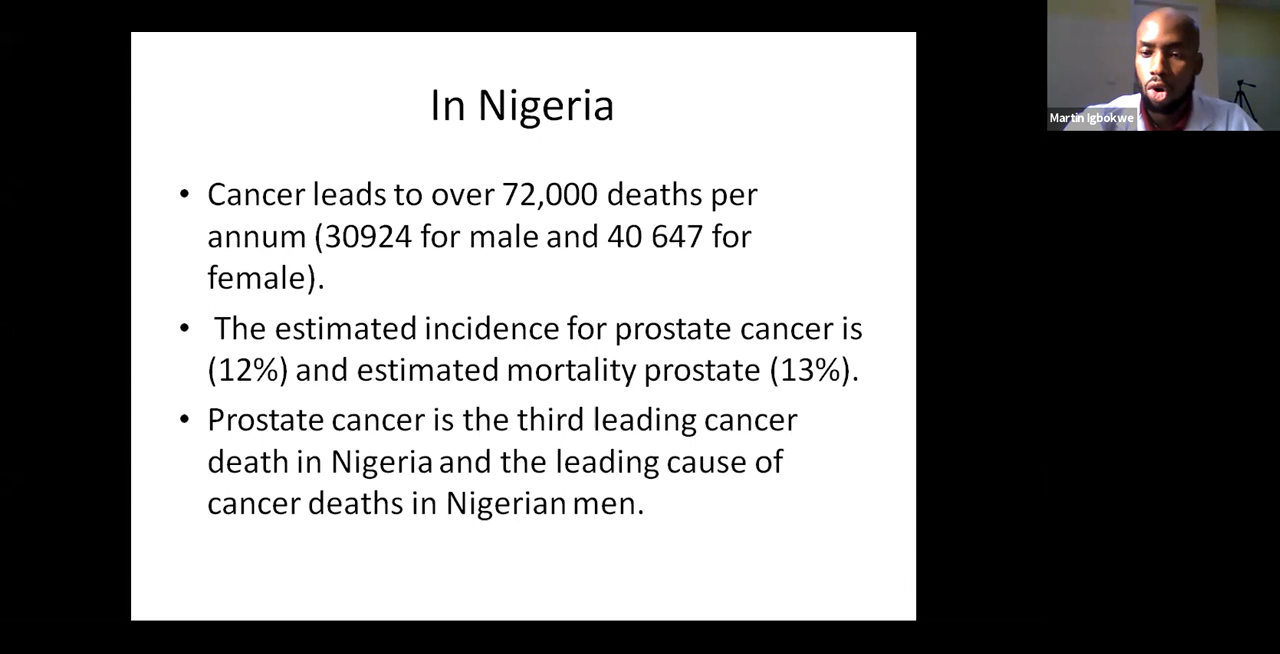 In Nigeria
• Cancer leads to over 72,000 deaths per
annum (30924 for male and 40 647 for
female).
• The estimated incidence for prostate cancer is
(12%) and estimated mortality prostate (13%).
• Prostate cancer is the third leading cancer
death in Nigeria and the leading cause of
cancer deaths in Nigerian men.
Martin Igbokwe